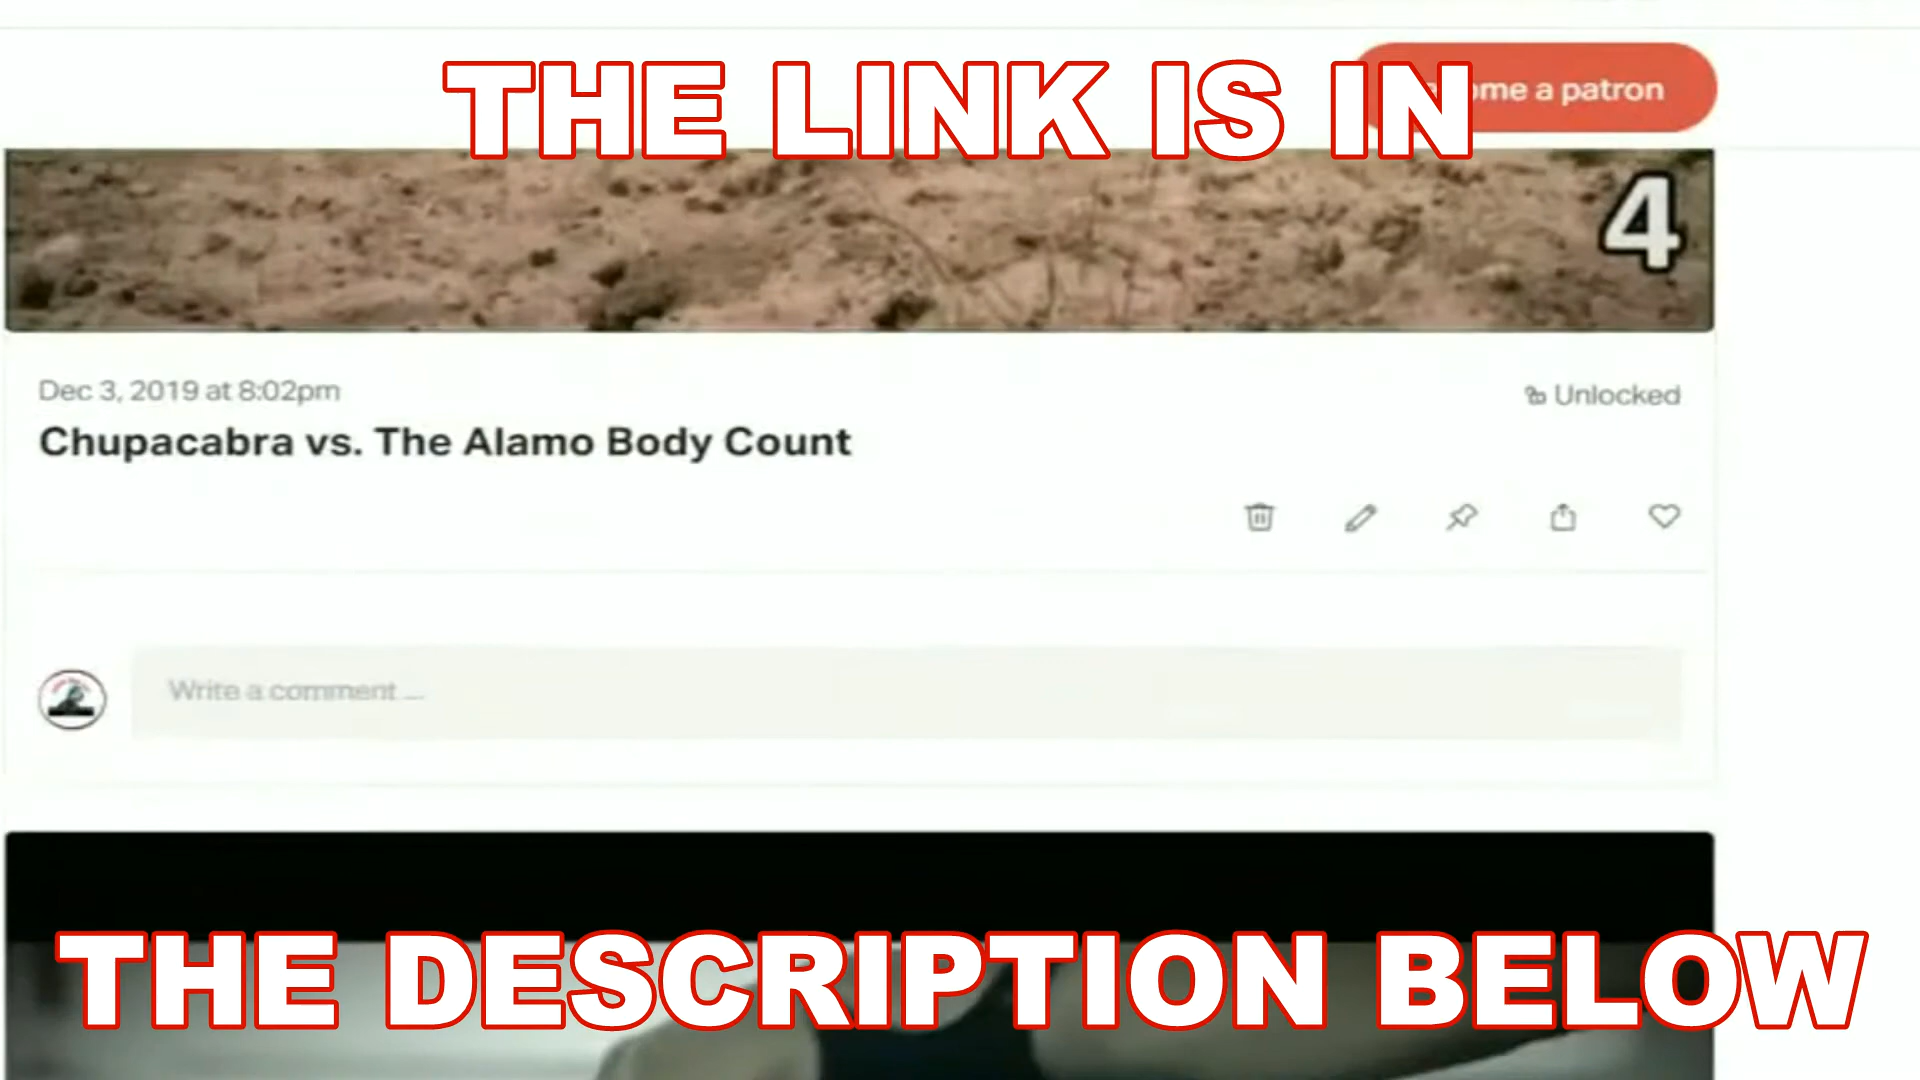 THE LINK IS IN
ome a patron
4
Dec 3, 2019 at 8:02pm
Unlocked
Chupacabra vs. The Alamo Body Count
Write a comment ...
THE DESCRIPTION BELOW